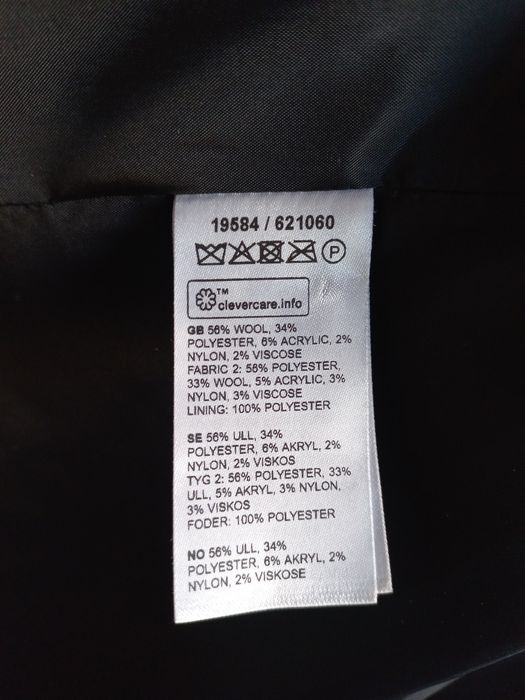 19584 / 621060
P
™
clevercare.info
GB 56% WOOL, 34%
POLYESTER, 6% ACRYLIC, 2%
NYLON, 2% VISCOSE
FABRIC 2: 56% POLYESTER,
33% WOOL, 5% ACRYLIC, 3%
NYLON, 3% VISCOSE
LINING: 100% POLYESTER
SE 56% ULL, 34%
POLYESTER, 6% AKRYL, 2%
NYLON, 2% VISKOS
TYG 2: 56% POLYESTER, 33%
ULL, 5% AKRYL, 3% NYLON,
3% VISKOS
FODER: 100% POLYESTER
NO 56% ULL, 34%
POLYESTER, 6% AKRYL, 2%
NYLON, 2% VISKOSE